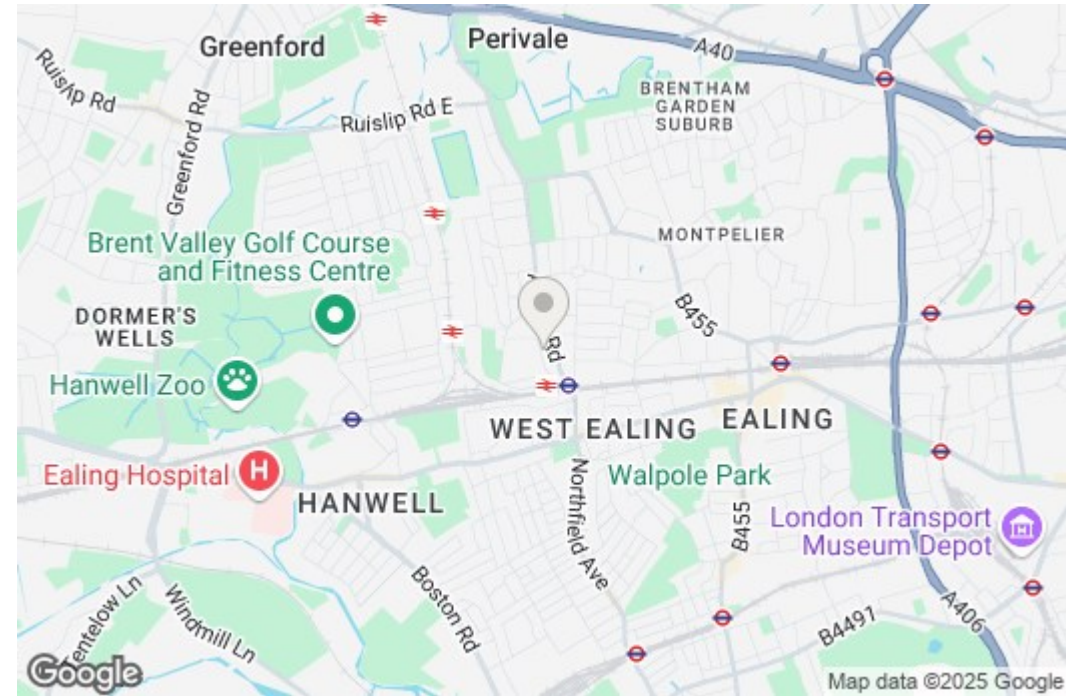 Greenford
Perivale
A40
Ruislip Rd
BRENTHAM
GARDEN
SUBURB
Greenford Rd
Ruislip Rd E
Brent Valley Golf Course
and Fitness Centre
MONTPELIER
DORMER'S
WELLS
B455
Rd
Hanwell Zoo
WEST EALING
EALING
Ealing Hospital
H
HANWELL
Walpole Park
Northfield Ave
B455
London Transport
Museum Depot
Boston Rd
Tentelow Ln
Windmill Ln
A406
B4491
Google
Map data ©2025 Google